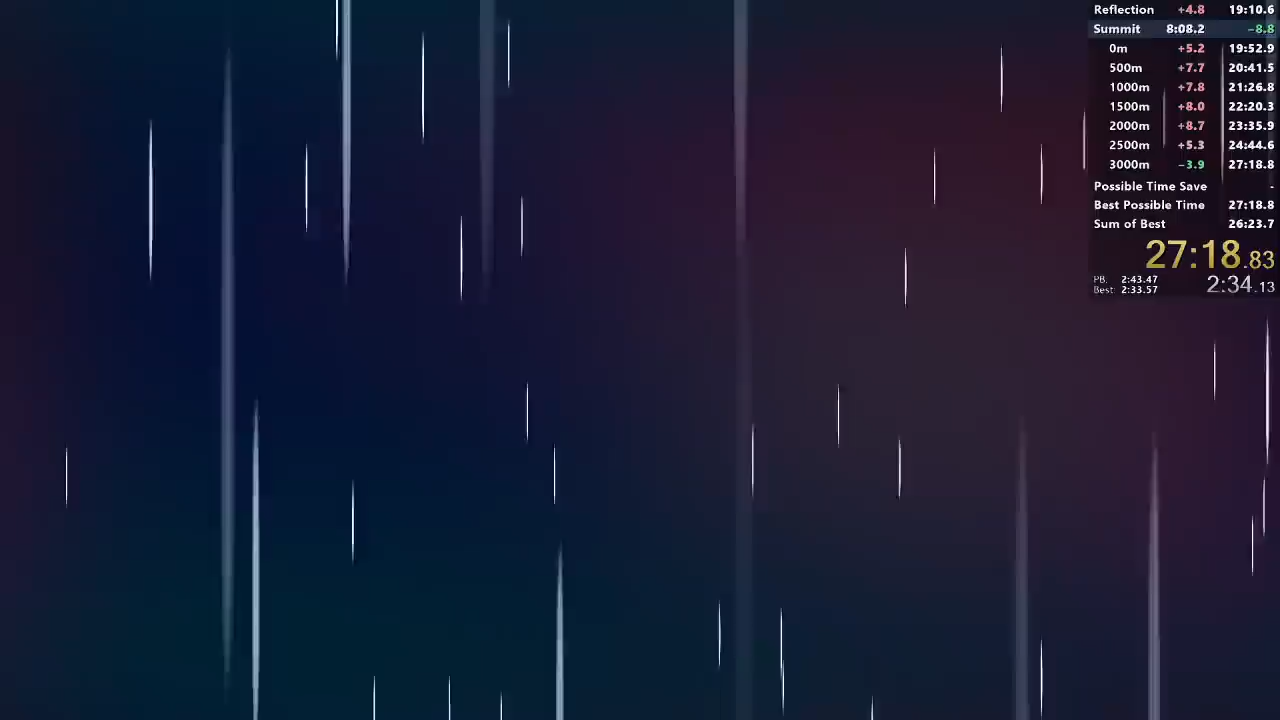 Reflection +4.8 19:10.6
Summit 8:08.2 −8.8
0m +5.2 19:52.9
500m +7.7 20:41.5
1000m +7.8 21:26.8
1500m +8.0 22:20.3
2000m +8.7 23:35.9
2500m +5.3 24:44.6
3000m −3.9 27:18.8
Possible Time Save -
Best Possible Time 27:18.8
Sum of Best 26:23.7
27:18.83
PB: 2:43.47
Best: 2:33.57
2:34.13